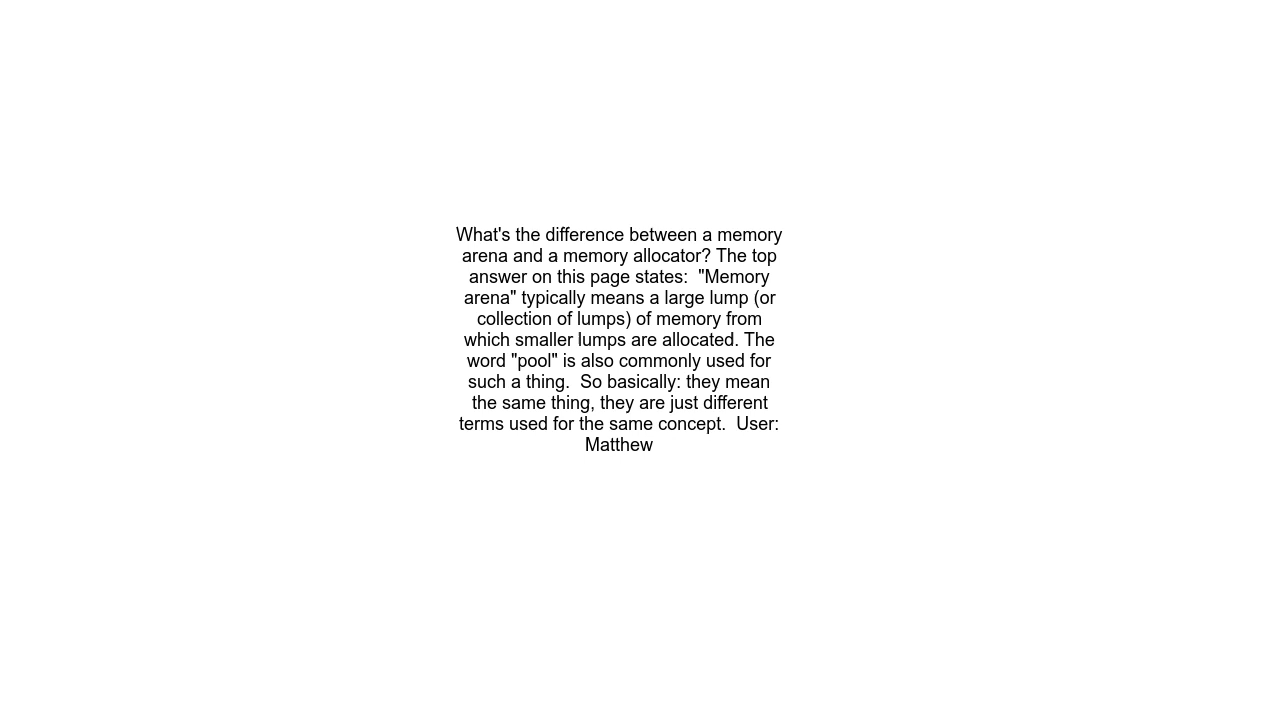 What's the difference between a memory
arena and a memory allocator? The top
answer on this page states:  "Memory
arena" typically means a large lump (or
collection of lumps) of memory from
which smaller lumps are allocated. The
word "pool" is also commonly used for
such a thing.  So basically: they mean
the same thing, they are just different
terms used for the same concept.  User:
Matthew